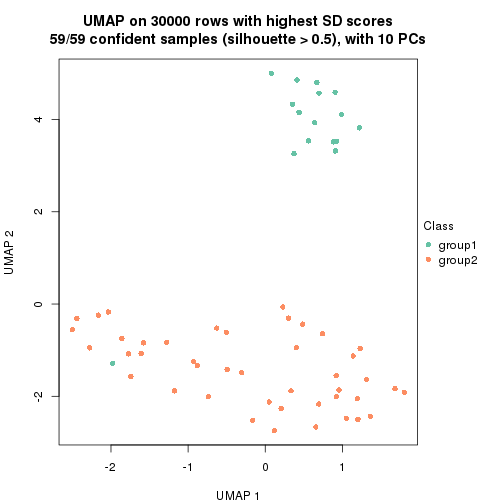 UMAP on 30000 rows with highest SD scores
59/59 confident samples (silhouette > 0.5), with 10 PCs
4
2
0
-2
UMAP 2
-2
-1
0
1
UMAP 1
Class
group1
group2